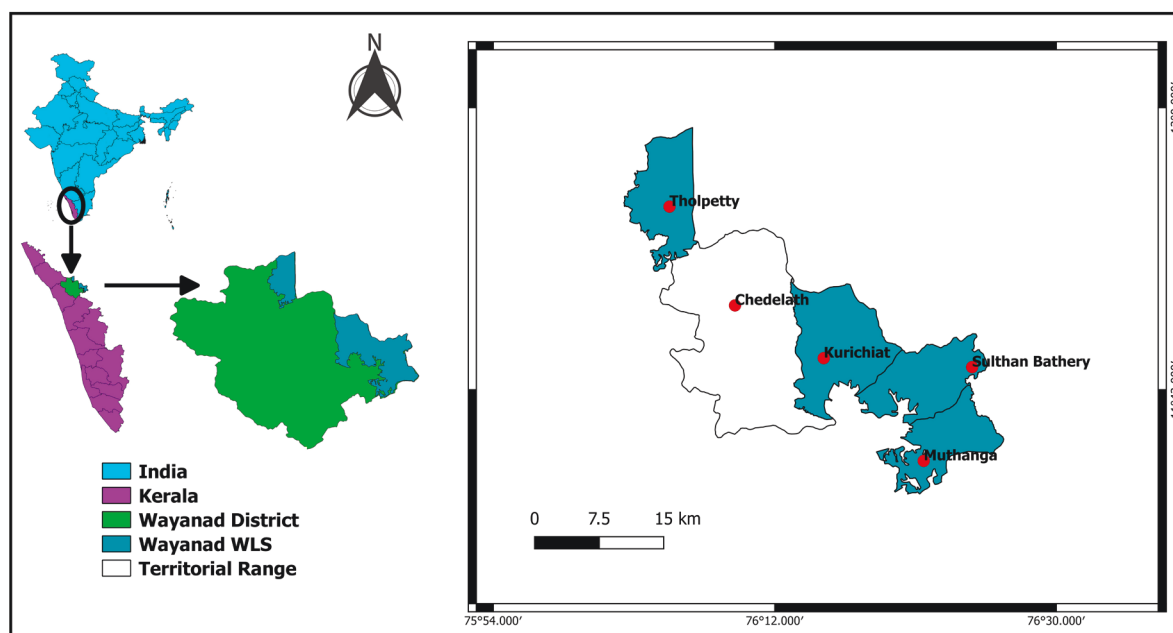 N
Tholpetty
Chedelath
Kurichiat
Sulthan Bathery
Muthanga
India
Kerala
Wayanad District
Wayanad WLS
Territorial Range
0 7.5 15 km
75°54.000′ 76°12.000′ 76°30.000′